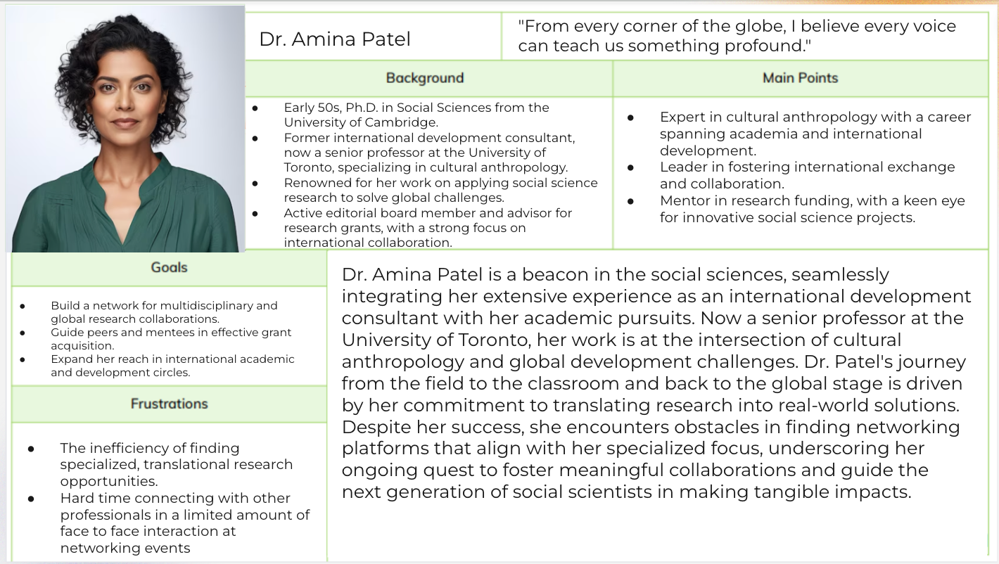 Dr. Amina Patel
"From every corner of the globe, I believe every voice
can teach us something profound."
Background
● Early 50s, Ph.D. in Social Sciences from the
University of Cambridge.
● Former international development consultant,
now a senior professor at the University of
Toronto, specializing in cultural anthropology.
● Renowned for her work on applying social science
research to solve global challenges.
● Active editorial board member and advisor for
research grants, with a strong focus on
international collaboration.
Main Points
● Expert in cultural anthropology with a career
spanning academia and international
development.
● Leader in fostering international exchange
and collaboration.
● Mentor in research funding, with a keen eye
for innovative social science projects.
Goals
● Build a network for multidisciplinary and
global research collaborations.
● Guide peers and mentees in effective grant
acquisition.
● Expand her reach in international academic
and development circles.
Frustrations
● The inefficiency of finding
specialized, translational research
opportunities.
● Hard time connecting with other
professionals in a limited amount of
face to face interaction at
networking events
Dr. Amina Patel is a beacon in the social sciences, seamlessly
integrating her extensive experience as an international development
consultant with her academic pursuits. Now a senior professor at the
University of Toronto, her work is at the intersection of cultural
anthropology and global development challenges. Dr. Patel's journey
from the field to the classroom and back to the global stage is driven
by her commitment to translating research into real-world solutions.
Despite her success, she encounters obstacles in finding networking
platforms that align with her specialized focus, underscoring her
ongoing quest to foster meaningful collaborations and guide the
next generation of social scientists in making tangible impacts.